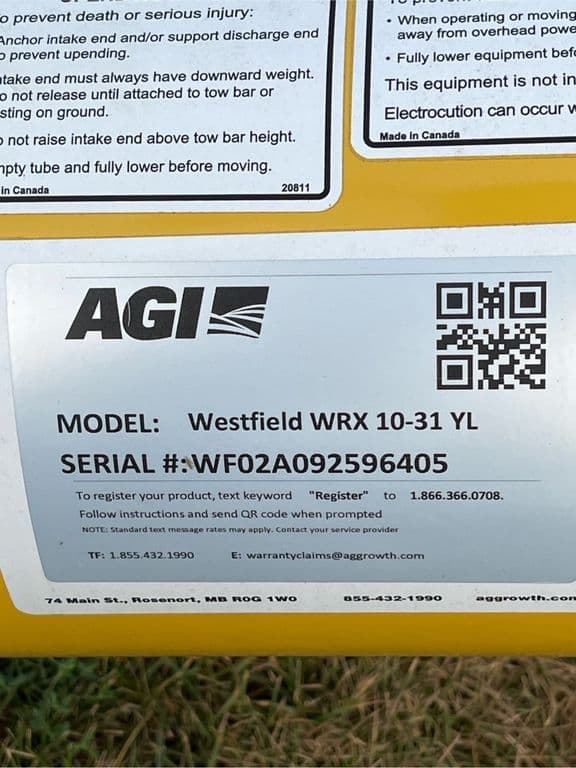 o prevent death or serious injury:
Anchor intake end and/or support discharge end
o prevent upending.
ntake end must always have downward weight.
o not release until attached to tow bar or
sting on ground.
o not raise intake end above tow bar height.
mpty tube and fully lower before moving.
in Canada
20811
• When operating or moving
away from overhead powe
• Fully lower equipment befo
This equipment is not in
Electrocution can occur w
Made in Canada
AGI
MODEL: Westfield WRX 10-31 YL
SERIAL #:WF02A092596405
To register your product, text keyword "Register" to 1.866.366.0708.
Follow instructions and send QR code when prompted
NOTE: Standard text message rates may apply. Contact your service provider
TF: 1.855.432.1990 E: warrantyclaims@aggrowth.com
74 Main St., Rosenort, MB R0G 1W0 855-432-1990 aggrowth.com